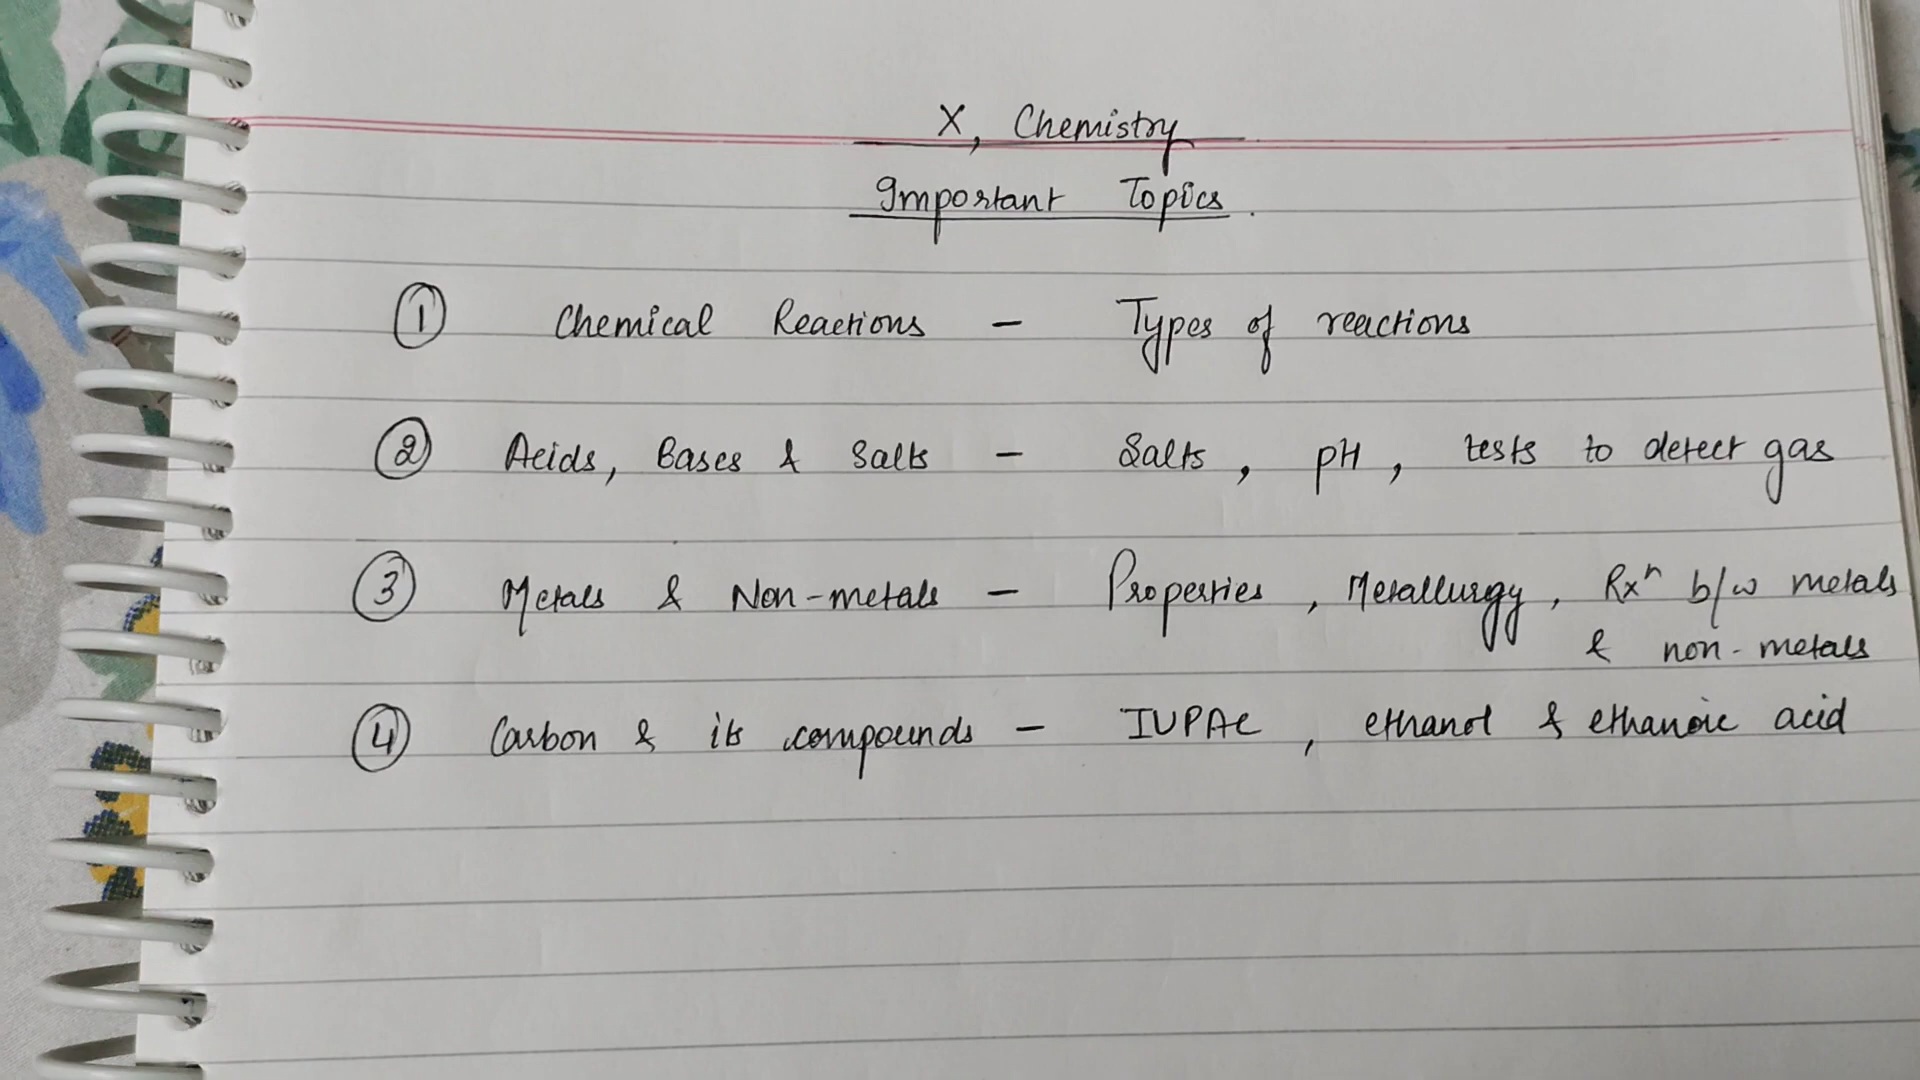 X, Chemistry
Important Topics.
① Chemical Reactions - Types of reactions
② Acids, Bases & Salts - Salts, pH, tests to detect gas
③ Metals & Non-metals - Properties, Metallurgy, Rxⁿ b/w metals
& non-metals
④ Carbon & its compounds - IUPAC, ethanol & ethanoic acid